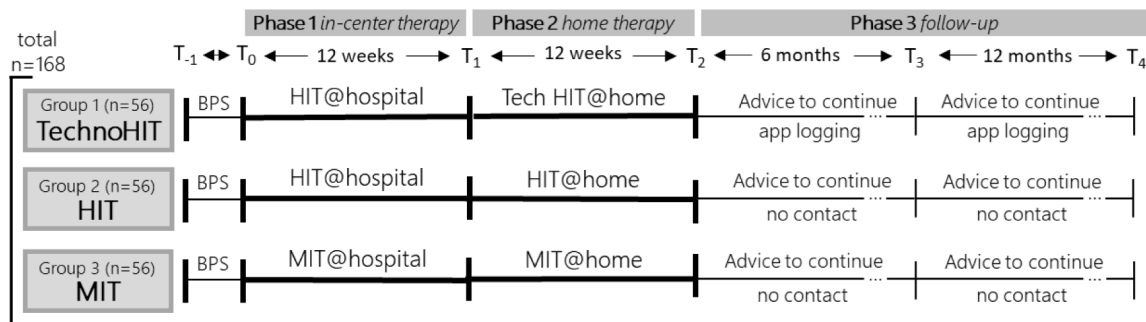 Phase 1 in-center therapy Phase 2 home therapy Phase 3 follow-up
total
n=168
T-1 T0 12 weeks T1 12 weeks T2 6 months T3 12 months T4
Group 1 (n=56)
TechnoHIT
BPS HIT@hospital Tech HIT@home Advice to continue ... Advice to continue ...
app logging app logging
Group 2 (n=56)
HIT
BPS HIT@hospital HIT@home Advice to continue ... Advice to continue ...
no contact no contact
Group 3 (n=56)
MIT
BPS MIT@hospital MIT@home Advice to continue ... Advice to continue ...
no contact no contact